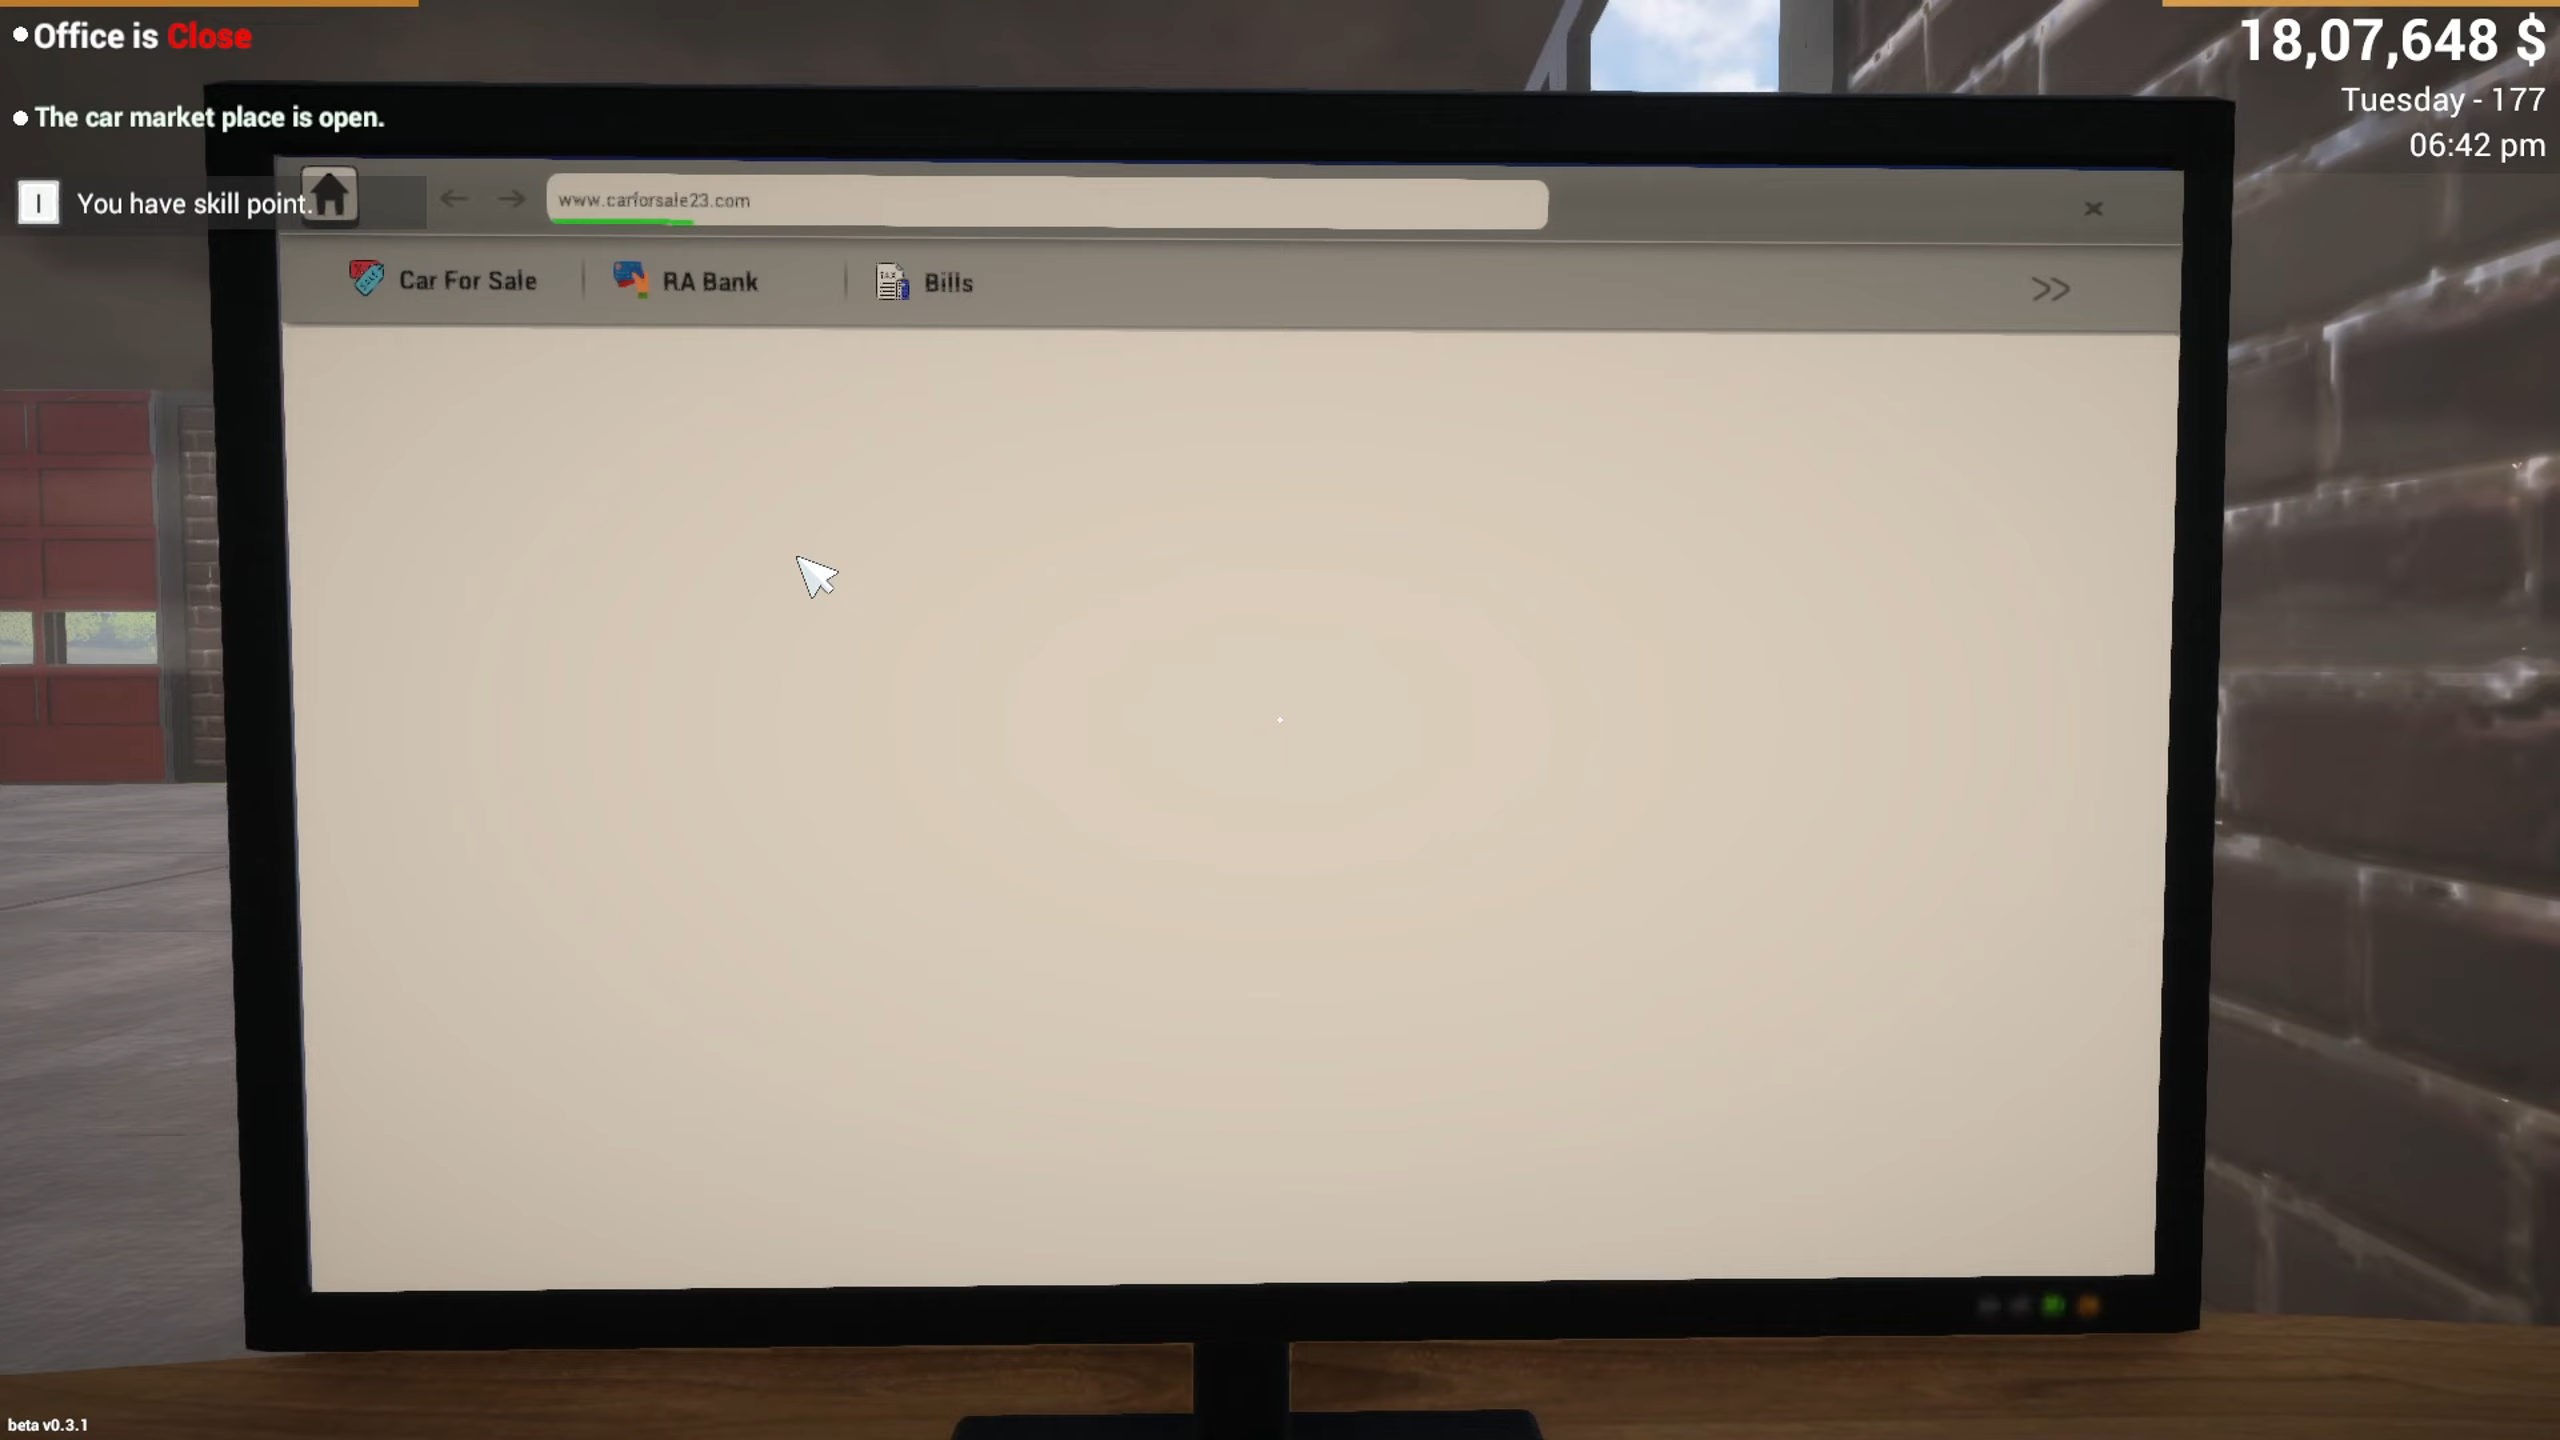 Office is Close
18,07,648 $
Tuesday - 177
06:42 pm
The car market place is open.
I You have skill point.
www.carforsale23.com
Car For Sale
RA Bank
Bills
beta v0.3.1